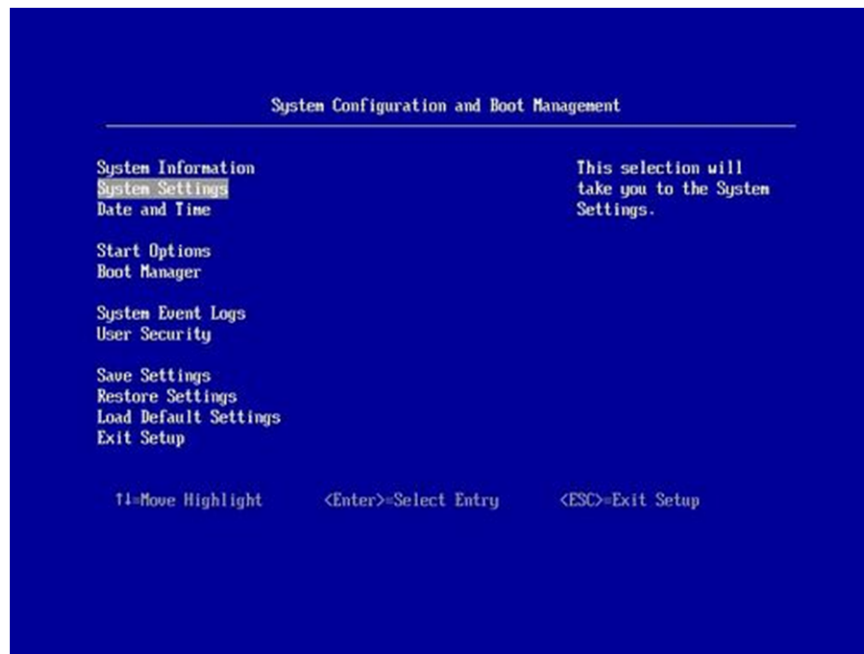 System Configuration and Boot Management
System Information
System Settings
Date and Time
Start Options
Boot Manager
System Event Logs
User Security
Save Settings
Restore Settings
Load Default Settings
Exit Setup
This selection will
take you to the System
Settings.
↑↓=Move Highlight <Enter>=Select Entry <ESC>=Exit Setup